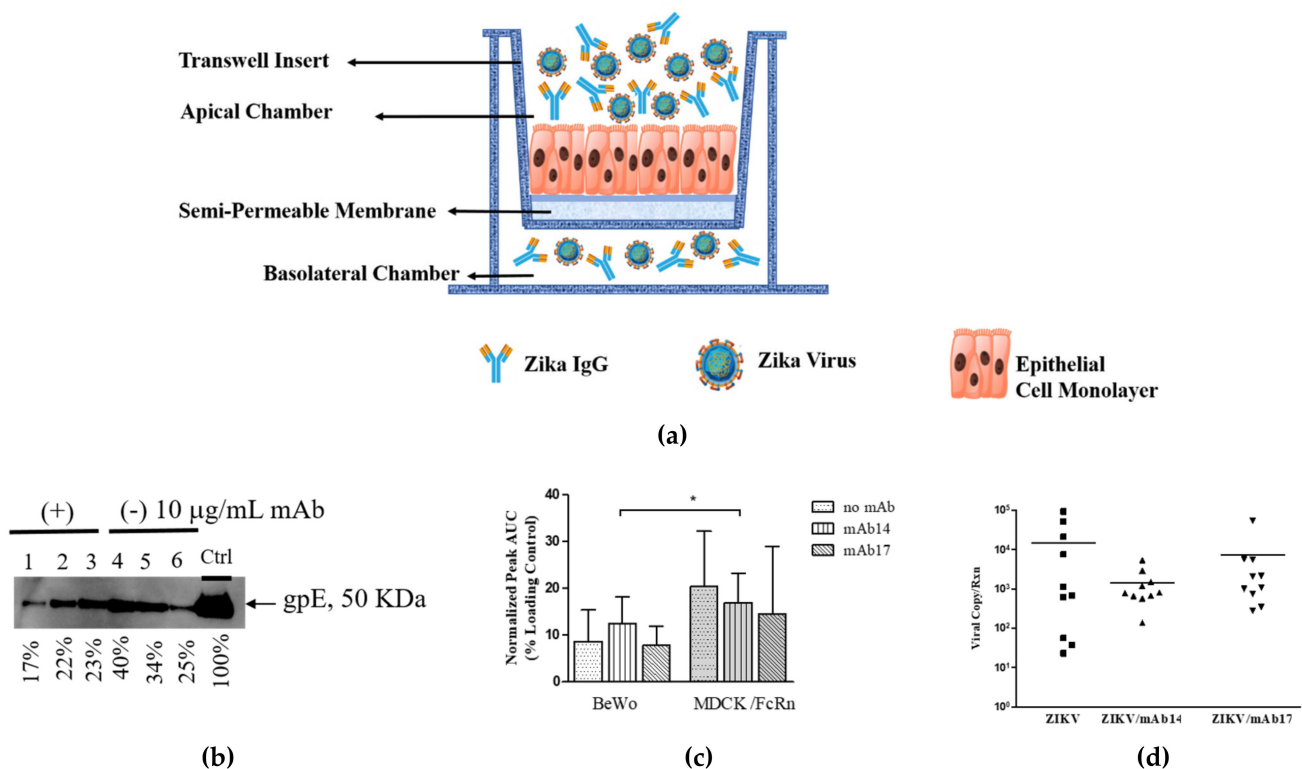 Transwell Insert
Apical Chamber
Semi-Permeable Membrane
Basolateral Chamber
Zika IgG
Zika Virus
Epithelial
Cell Monolayer
(a)
(+) (-) 10 µg/mL mAb
1 2 3 4 5 6 Ctrl
gpE, 50 KDa
17% 22% 23% 40% 34% 25% 100%
(b)
Normalized Peak AUC
(% Loading Control)
40
30
20
10
0
*
no mAb
mAb14
mAb17
BeWo MDCK /FcRn
(c)
Viral Copy/Rxn
10⁵
10⁴
10³
10²
10¹
10⁰
ZIKV ZIKV/mAb14 ZIKV/mAb17
(d)